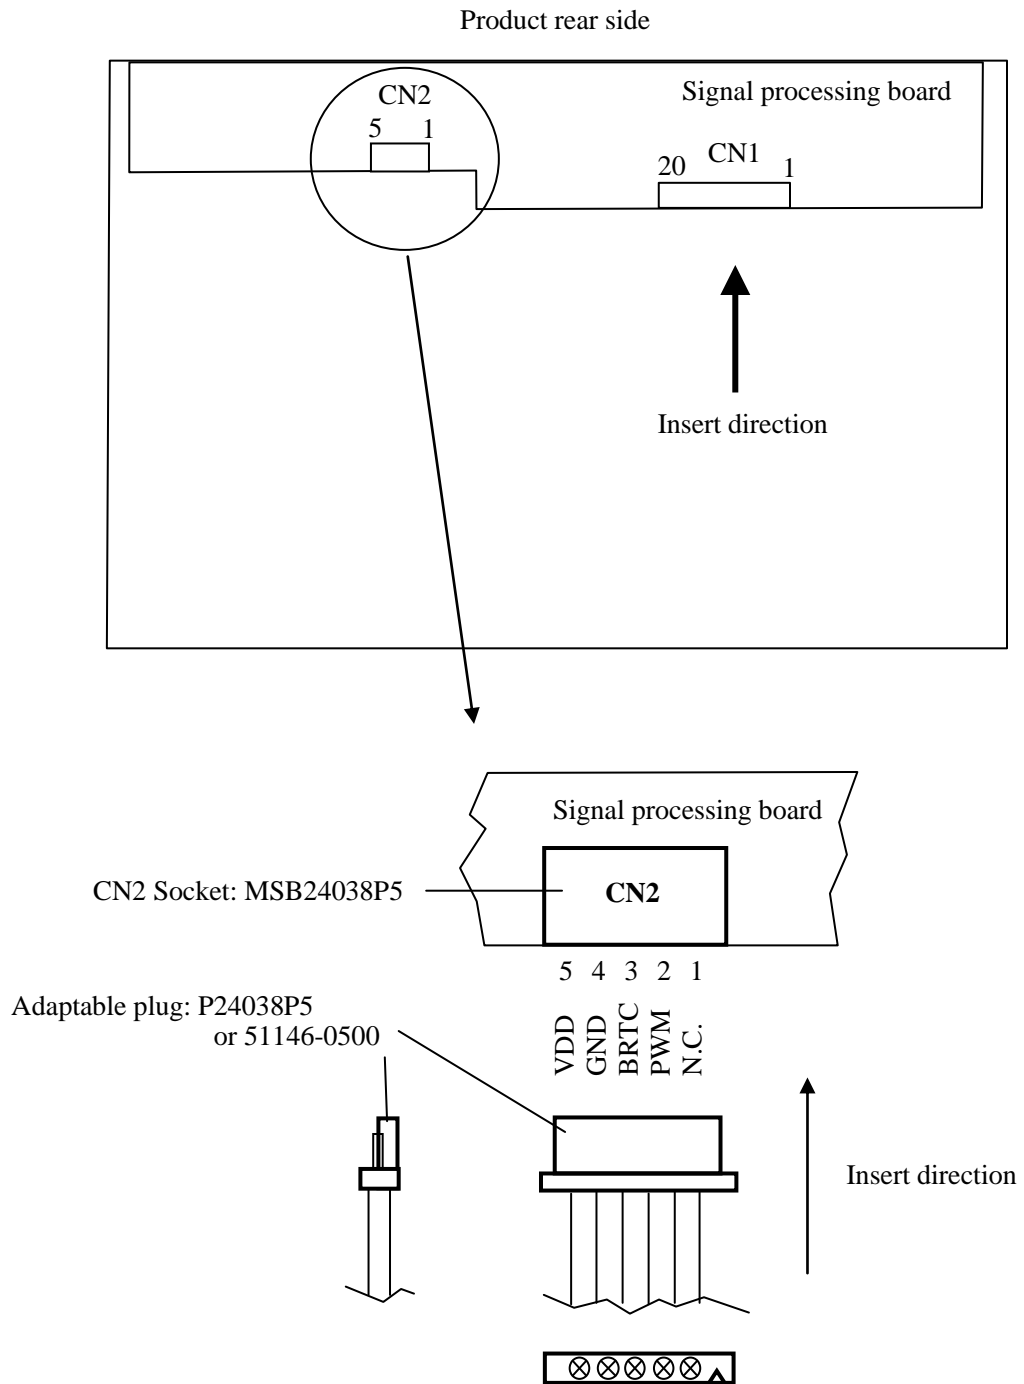 Product rear side
CN2
Signal processing board
5 1
CN1
20 1
Insert direction
Signal processing board
CN2 Socket: MSB24038P5
CN2
5 4 3 2 1
Adaptable plug: P24038P5
or 51146-0500
VDD
GND
BRTC
PWM
N.C.
Insert direction